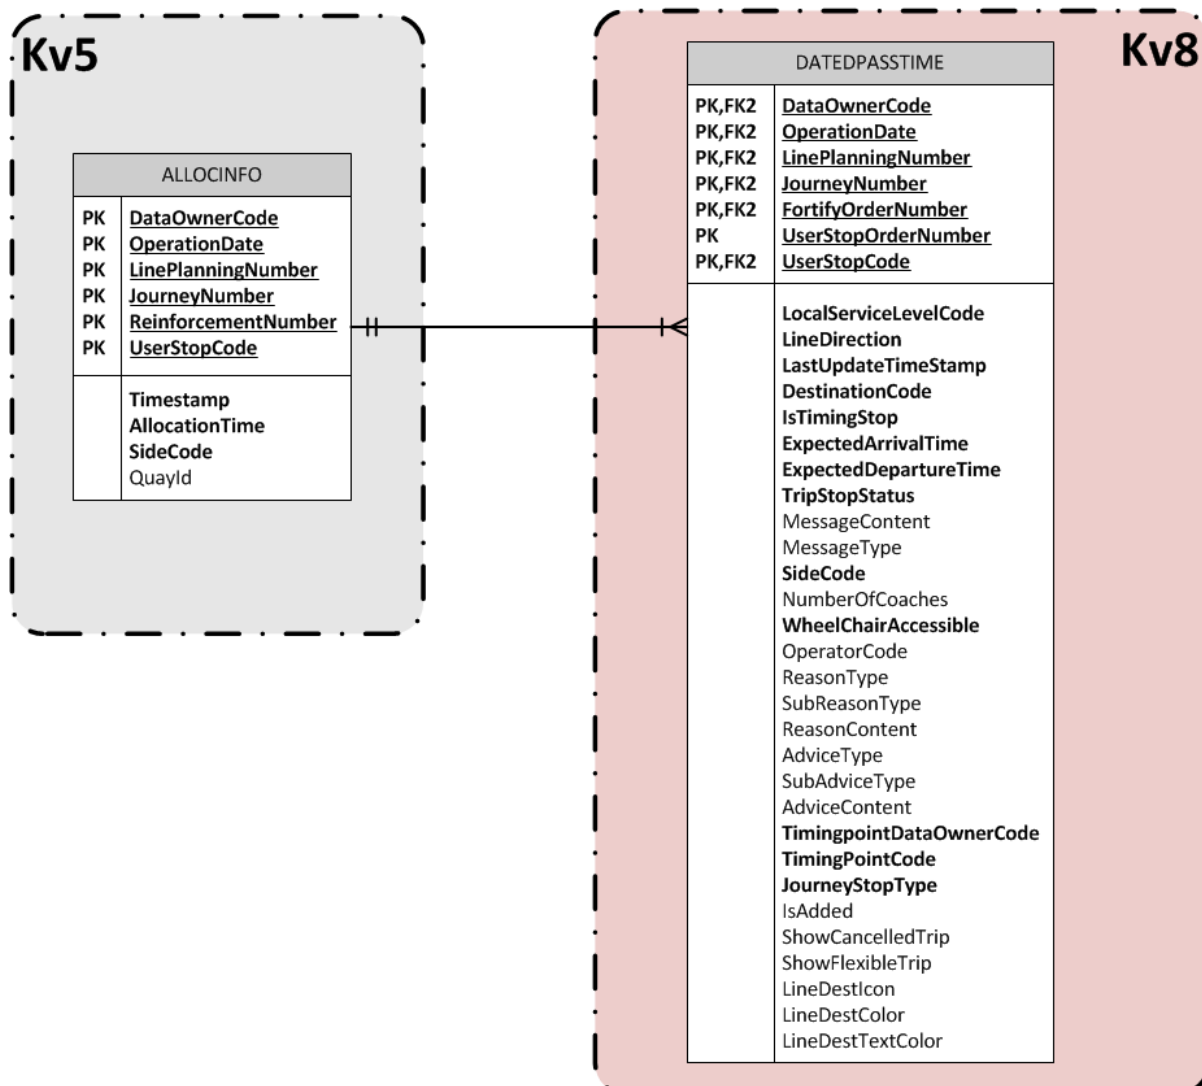 Kv5
ALLOCINFO
PK DataOwnerCode
PK OperationDate
PK LinePlanningNumber
PK JourneyNumber
PK ReinforcementNumber
PK UserStopCode
Timestamp
AllocationTime
SideCode
QuayId
Kv8
DATEDPASSTIME
PK,FK2 DataOwnerCode
PK,FK2 OperationDate
PK,FK2 LinePlanningNumber
PK,FK2 JourneyNumber
PK,FK2 FortifyOrderNumber
PK UserStopOrderNumber
PK,FK2 UserStopCode
LocalServiceLevelCode
LineDirection
LastUpdateTimeStamp
DestinationCode
IsTimingStop
ExpectedArrivalTime
ExpectedDepartureTime
TripStopStatus
MessageContent
MessageType
SideCode
NumberOfCoaches
WheelChairAccessible
OperatorCode
ReasonType
SubReasonType
ReasonContent
AdviceType
SubAdviceType
AdviceContent
TimingpointDataOwnerCode
TimingPointCode
JourneyStopType
IsAdded
ShowCancelledTrip
ShowFlexibleTrip
LineDestIcon
LineDestColor
LineDestTextColor